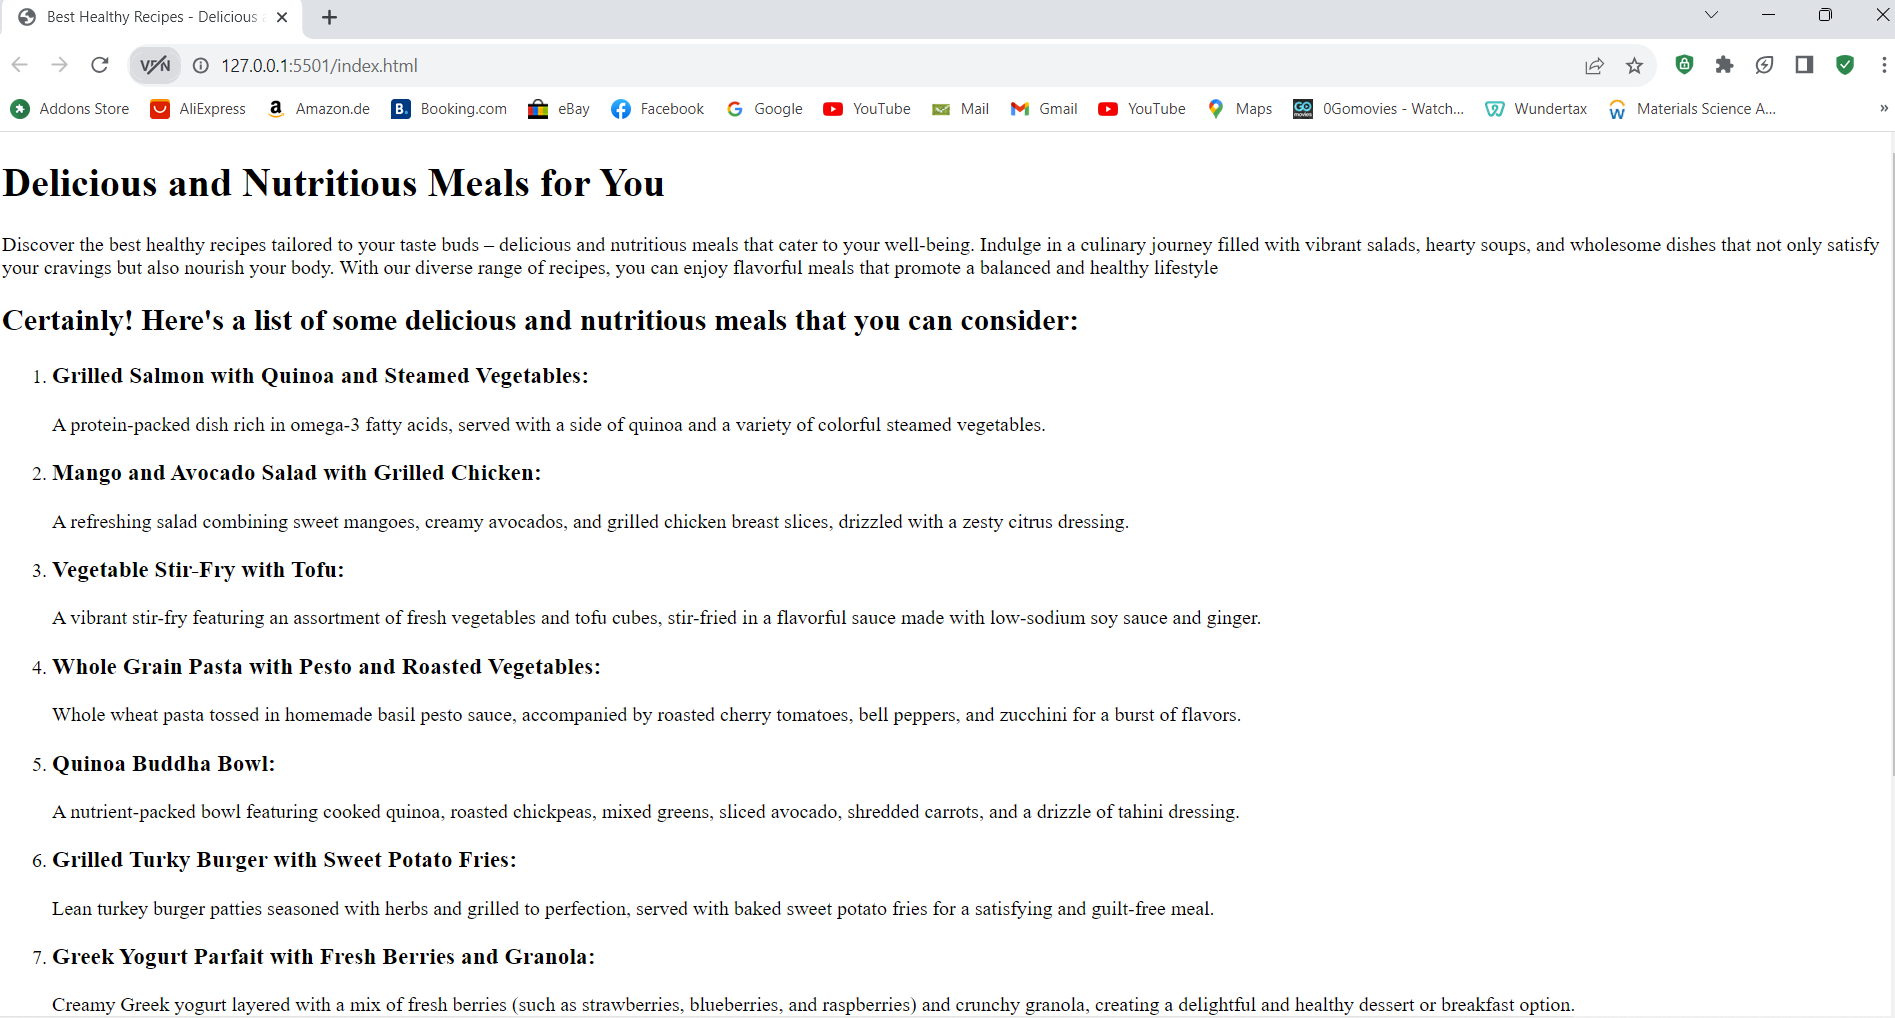 Best Healthy Recipes - Delicious
VPN 127.0.0.1:5501/index.html
Addons Store AliExpress Amazon.de Booking.com eBay Facebook Google YouTube Mail Gmail YouTube Maps 0Gomovies - Watch... Wundertax Materials Science A... »
Delicious and Nutritious Meals for You
Discover the best healthy recipes tailored to your taste buds – delicious and nutritious meals that cater to your well-being. Indulge in a culinary journey filled with vibrant salads, hearty soups, and wholesome dishes that not only satisfy
your cravings but also nourish your body. With our diverse range of recipes, you can enjoy flavorful meals that promote a balanced and healthy lifestyle
Certainly! Here's a list of some delicious and nutritious meals that you can consider:
1. Grilled Salmon with Quinoa and Steamed Vegetables:
A protein-packed dish rich in omega-3 fatty acids, served with a side of quinoa and a variety of colorful steamed vegetables.
2. Mango and Avocado Salad with Grilled Chicken:
A refreshing salad combining sweet mangoes, creamy avocados, and grilled chicken breast slices, drizzled with a zesty citrus dressing.
3. Vegetable Stir-Fry with Tofu:
A vibrant stir-fry featuring an assortment of fresh vegetables and tofu cubes, stir-fried in a flavorful sauce made with low-sodium soy sauce and ginger.
4. Whole Grain Pasta with Pesto and Roasted Vegetables:
Whole wheat pasta tossed in homemade basil pesto sauce, accompanied by roasted cherry tomatoes, bell peppers, and zucchini for a burst of flavors.
5. Quinoa Buddha Bowl:
A nutrient-packed bowl featuring cooked quinoa, roasted chickpeas, mixed greens, sliced avocado, shredded carrots, and a drizzle of tahini dressing.
6. Grilled Turky Burger with Sweet Potato Fries:
Lean turkey burger patties seasoned with herbs and grilled to perfection, served with baked sweet potato fries for a satisfying and guilt-free meal.
7. Greek Yogurt Parfait with Fresh Berries and Granola:
Creamy Greek yogurt layered with a mix of fresh berries (such as strawberries, blueberries, and raspberries) and crunchy granola, creating a delightful and healthy dessert or breakfast option.